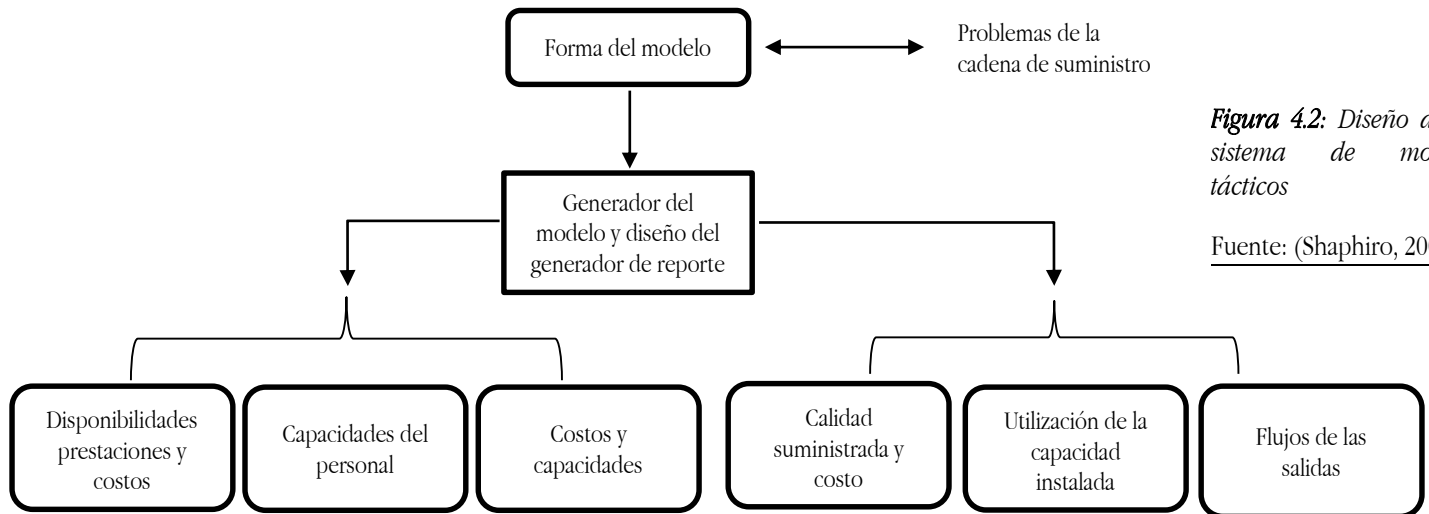 Forma del modelo
Problemas de la
cadena de suministro
Figura 4.2: Diseño
sistema de
tácticos
Fuente: (Shaphiro,
Generador del
modelo y diseño del
generador de reporte
Disponibilidades
prestaciones y
costos
Capacidades del
personal
Costos y
capacidades
Calidad
suministrada y
costo
Utilización de la
capacidad
instalada
Flujos de las
salidas